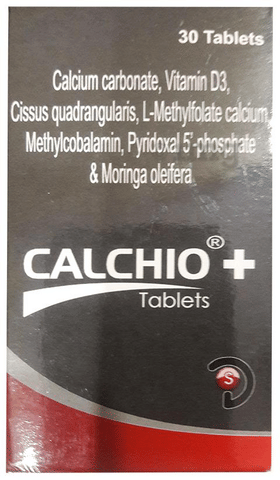 30 Tablets
Calcium carbonate, Vitamin D3,
Cissus quadrangularis, L-Methylfolate calcium,
Methylcobalamin, Pyridoxal 5'-phosphate
& Moringa oleifera
CALCHIO® +
Tablets
S